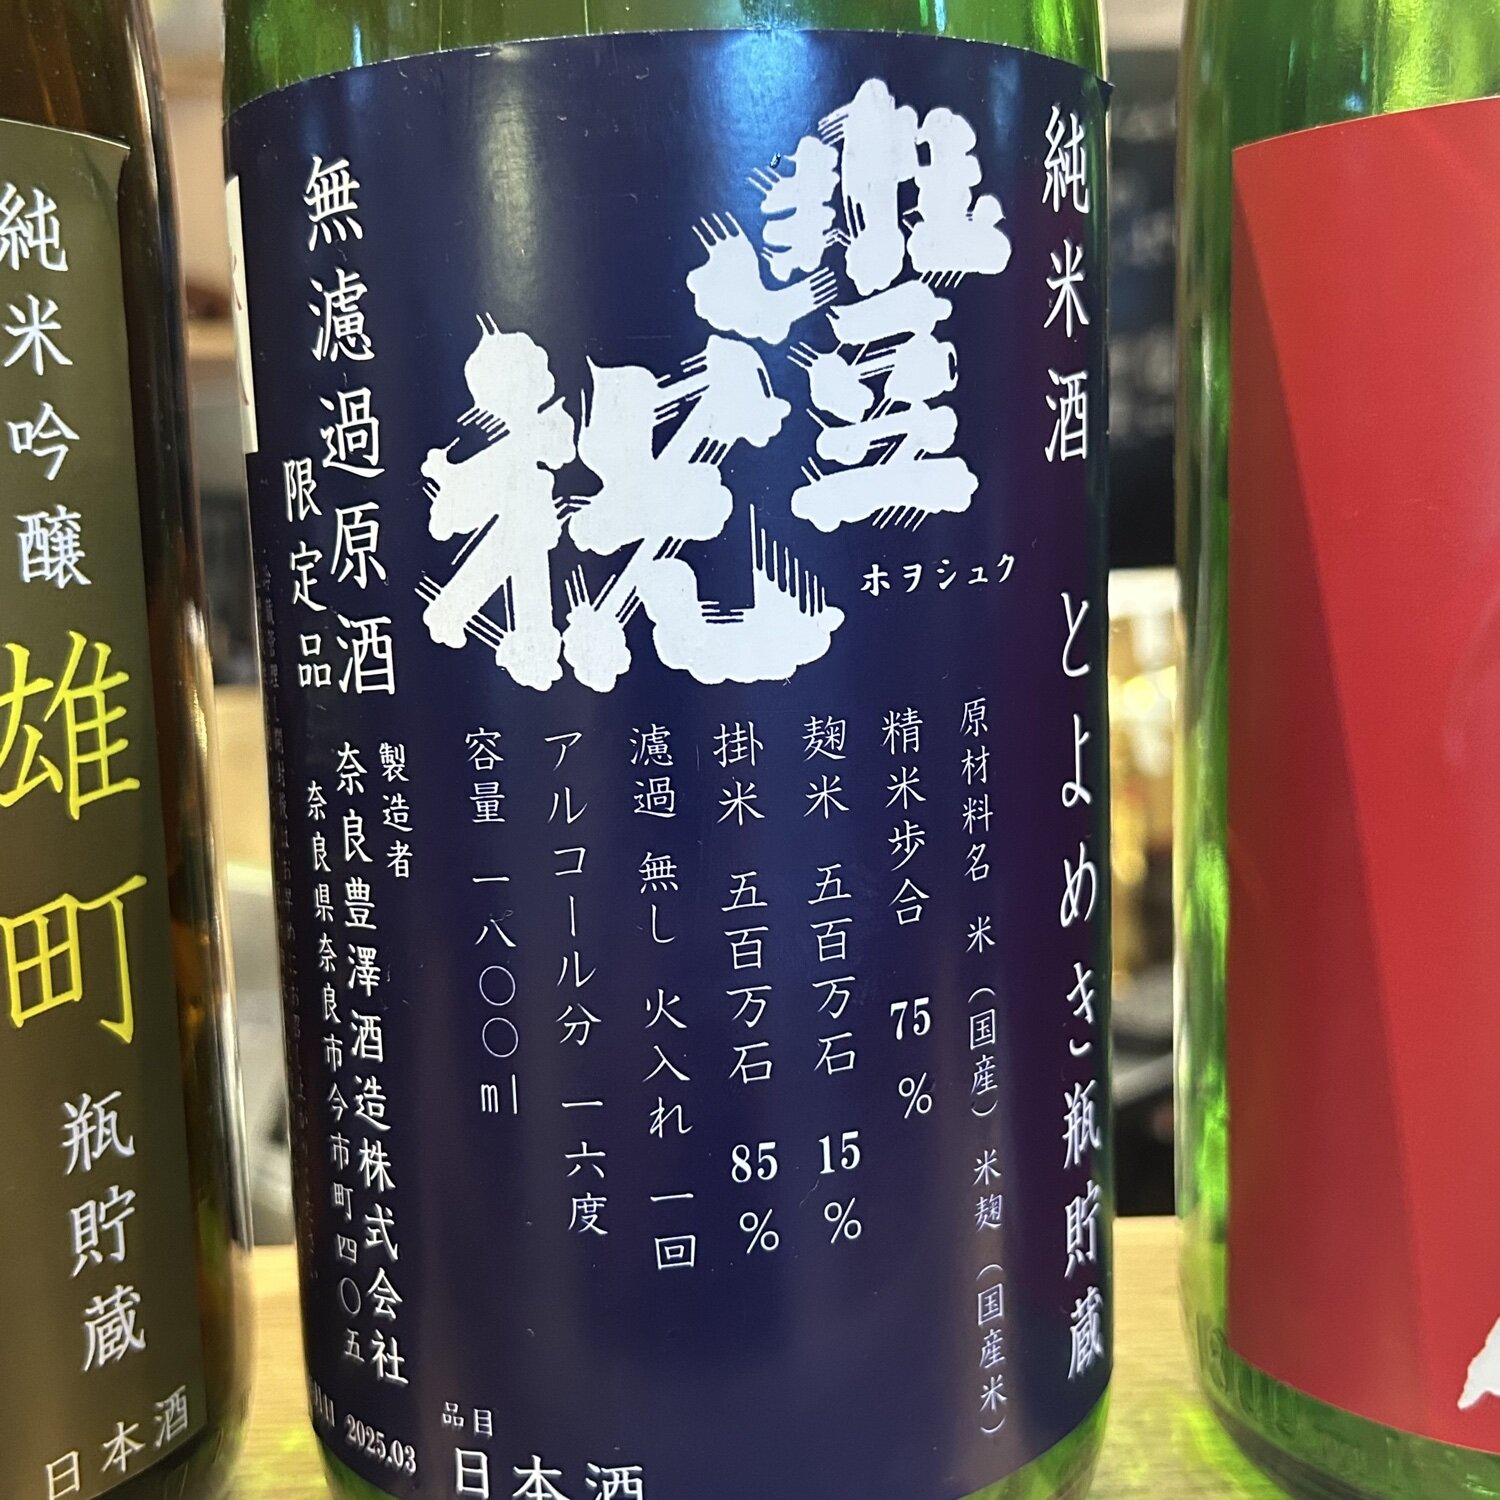 純米酒 とよめき 瓶貯蔵
豊祝
ホヲシュク
原材料名 米(国産)米麹(国産米)
精米歩合 75%
麹米 五百万石 15%
掛米 五百万石 85%
濾過 無し 火入れ 一回
アルコール分 一六度
容量 一八〇〇ml
無濾過原酒
限定品
製造者
奈良豊澤酒造株式会社
奈良県奈良市今市町四〇五
2025.03
品目
日本酒
純米吟醸 雄町 瓶貯蔵
日本酒